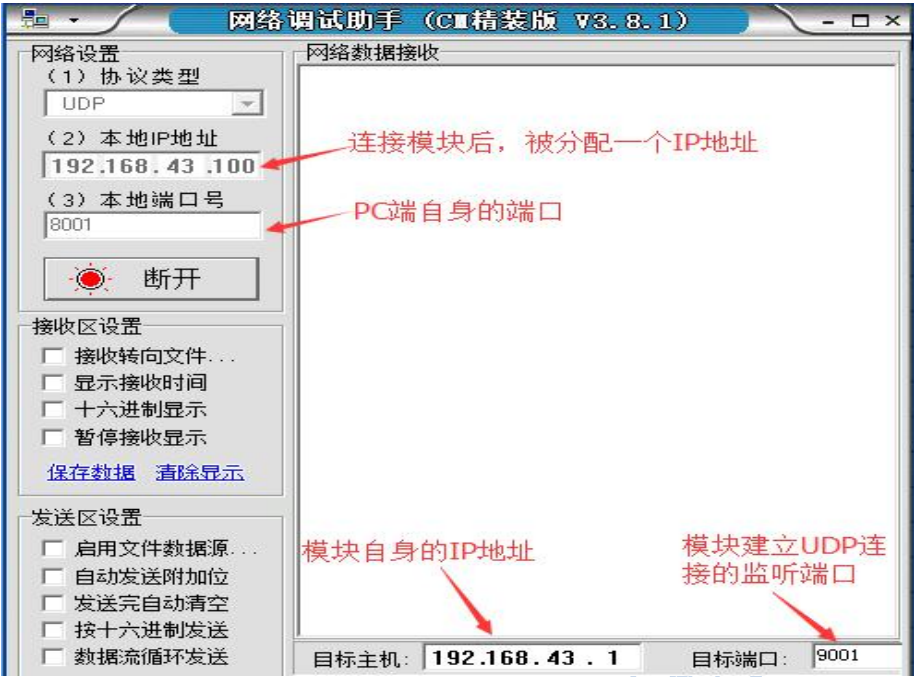 网络调试助手 (CM精装版 V3.8.1)
网络设置
(1) 协议类型
UDP
(2) 本地IP地址
192.168.43.100
(3) 本地端口号
8001
断开
接收区设置
接收转向文件...
显示接收时间
十六进制显示
暂停接收显示
保存数据 清除显示
发送区设置
启用文件数据源...
自动发送附加位
发送完自动清空
按十六进制发送
数据流循环发送
网络数据接收
连接模块后，被分配一个IP地址
PC端自身的端口
模块自身的IP地址
模块建立UDP连
接的监听端口
目标主机: 192.168.43.1 目标端口: 9001